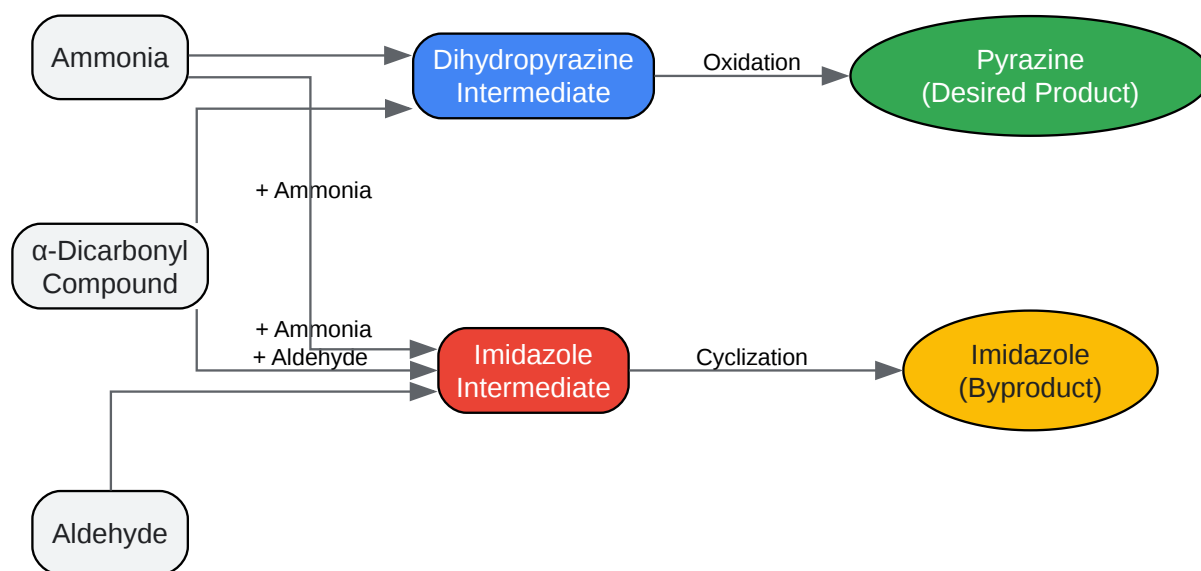 Ammonia
Dihydropyrazine
Intermediate
Oxidation
Pyrazine
(Desired Product)
+ Ammonia
α-Dicarbonyl
Compound
+ Ammonia
+ Aldehyde
Imidazole
Intermediate
Cyclization
Imidazole
(Byproduct)
Aldehyde